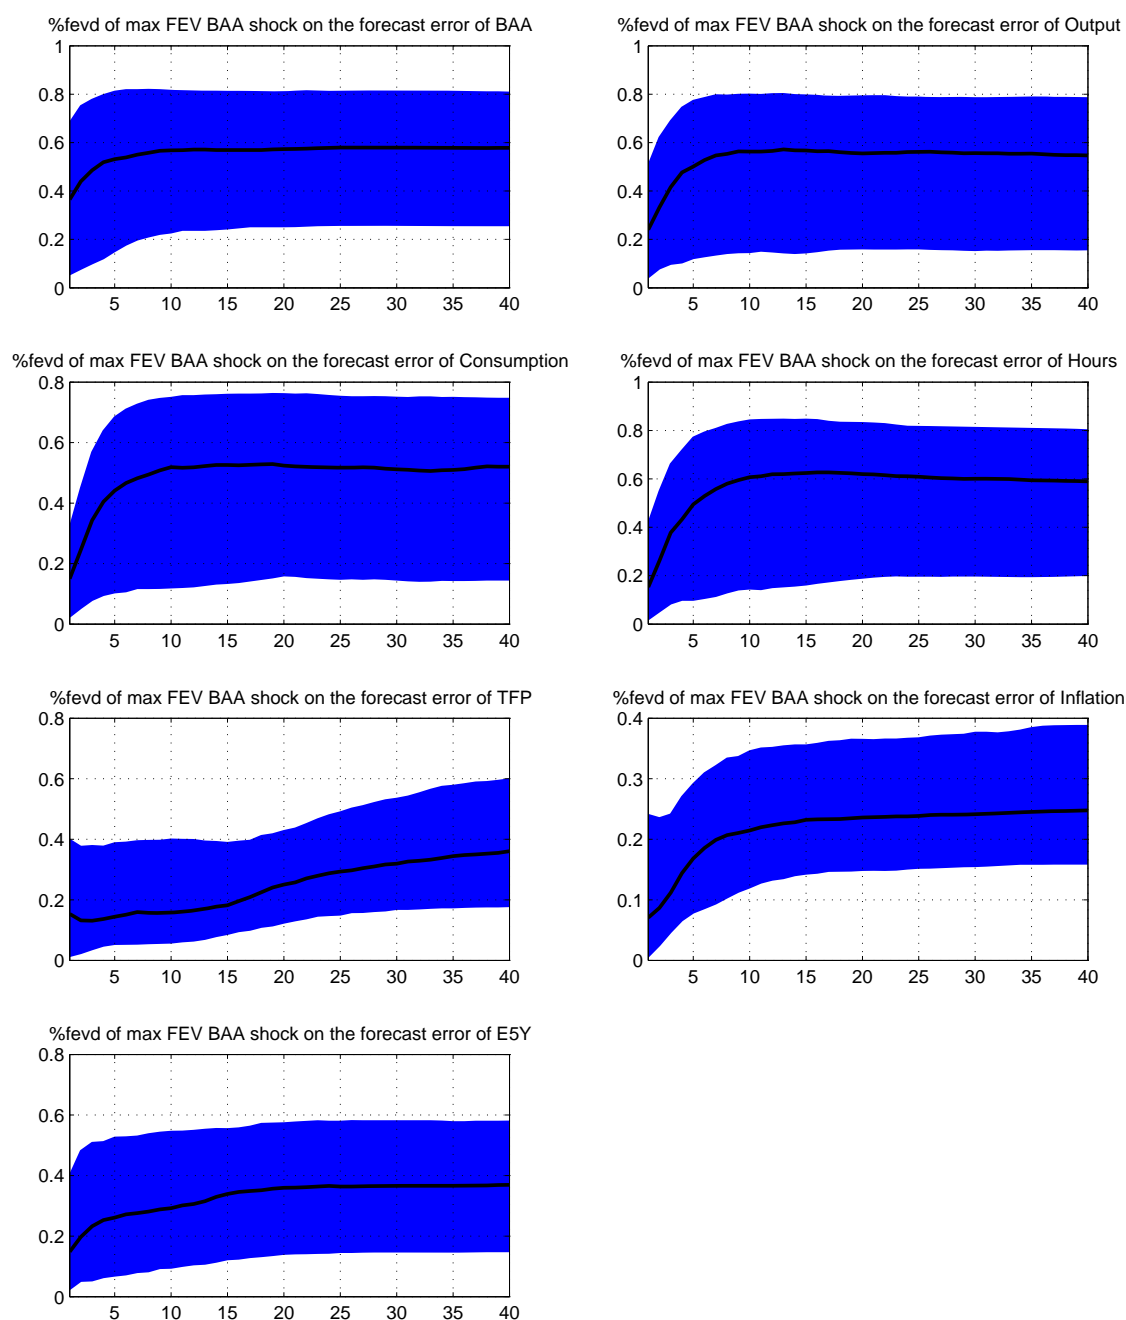 %fevd of max FEV BAA shock on the forecast error of BAA
1
0.8
0.6
0.4
0.2
0
5 10 15 20 25 30 35 40
%fevd of max FEV BAA shock on the forecast error of Output
1
0.8
0.6
0.4
0.2
0
5 10 15 20 25 30 35 40
%fevd of max FEV BAA shock on the forecast error of Consumption
0.8
0.6
0.4
0.2
0
5 10 15 20 25 30 35 40
%fevd of max FEV BAA shock on the forecast error of Hours
1
0.8
0.6
0.4
0.2
0
5 10 15 20 25 30 35 40
%fevd of max FEV BAA shock on the forecast error of TFP
0.8
0.6
0.4
0.2
0
5 10 15 20 25 30 35 40
%fevd of max FEV BAA shock on the forecast error of Inflation
0.4
0.3
0.2
0.1
0
5 10 15 20 25 30 35 40
%fevd of max FEV BAA shock on the forecast error of E5Y
0.8
0.6
0.4
0.2
0
5 10 15 20 25 30 35 40